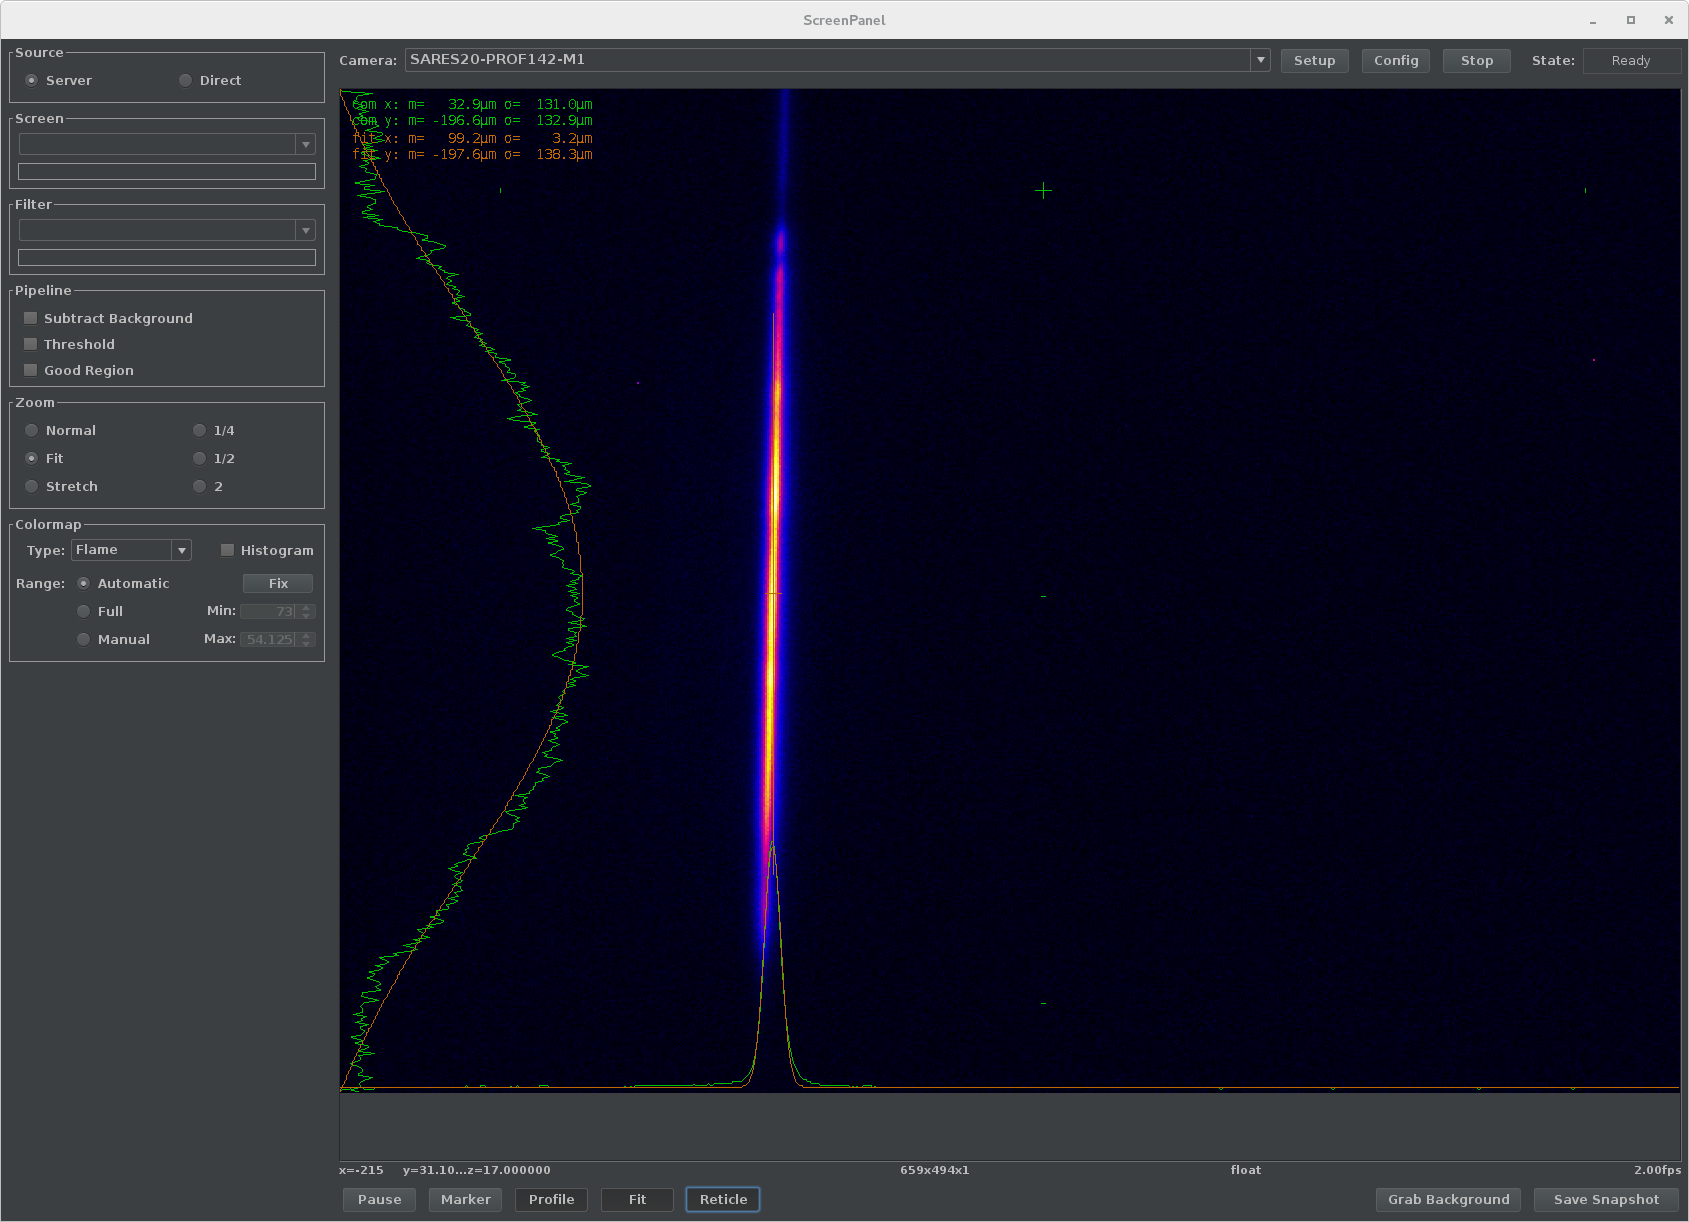 ScreenPanel
Source
Server Direct
Screen
Filter
Pipeline
Subtract Background
Threshold
Good Region
Zoom
Normal 1/4
Fit 1/2
Stretch 2
Colormap
Type: Flame Histogram
Range: Automatic Fix
Full Min: 73
Manual Max: 54.125
Camera: SARES20-PROF142-M1 Setup Config Stop State: Ready
com x: m= 32.9µm σ= 131.0µm
com y: m= -196.6µm σ= 132.9µm
fit x: m= 99.2µm σ= 3.2µm
fit y: m= -197.6µm σ= 138.3µm
x=-215 y=31.10...z=17.000000 659x494x1 float 2.00fps
Pause Marker Profile Fit Reticle Grab Background Save Snapshot